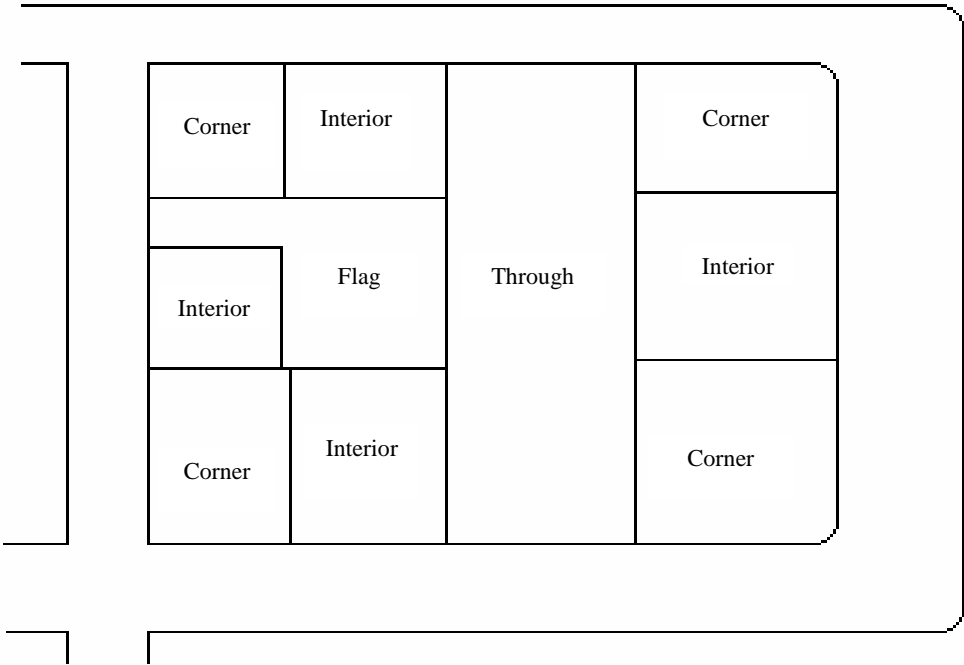 Corner
Interior
Corner
Flag
Through
Interior
Interior
Corner
Interior
Corner